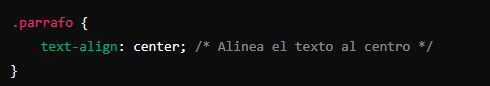 .parrafo {
    text-align: center; /* Alinea el texto al centro */
}